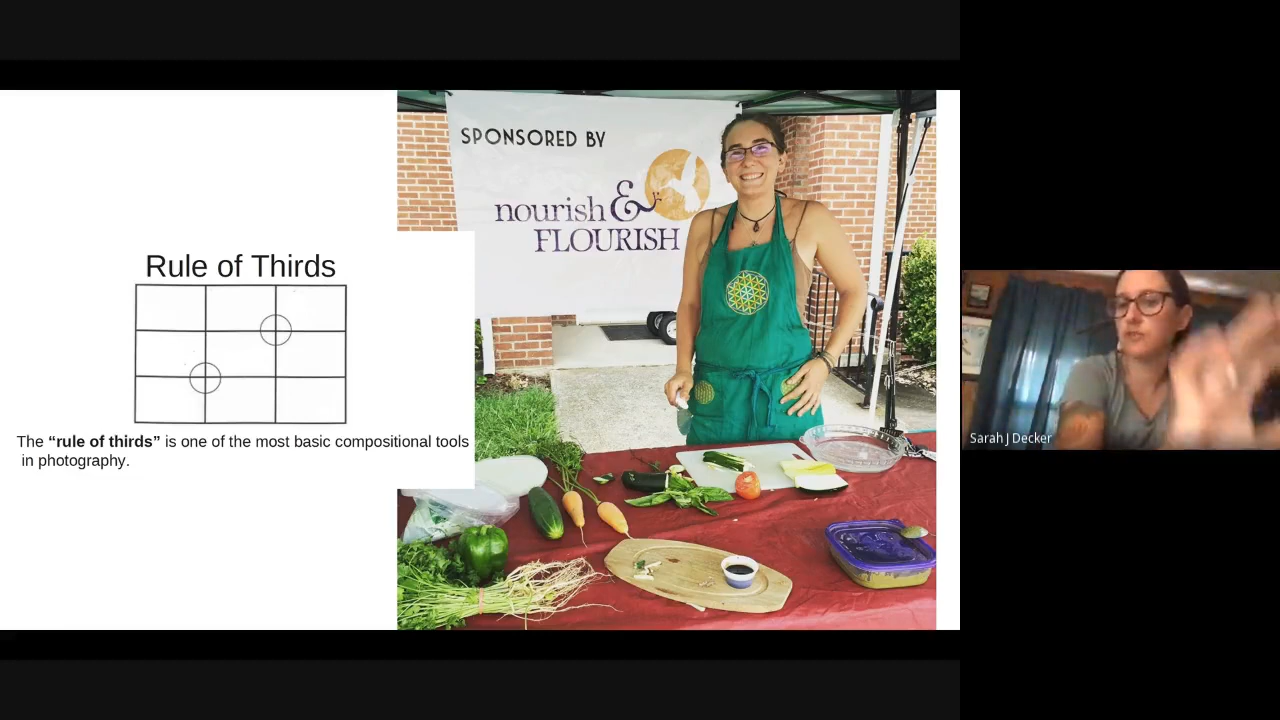 SPONSORED BY
nourish &
FLOURISH
Rule of Thirds
The “rule of thirds” is one of the most basic compositional tools
in photography.
Sarah J Decker